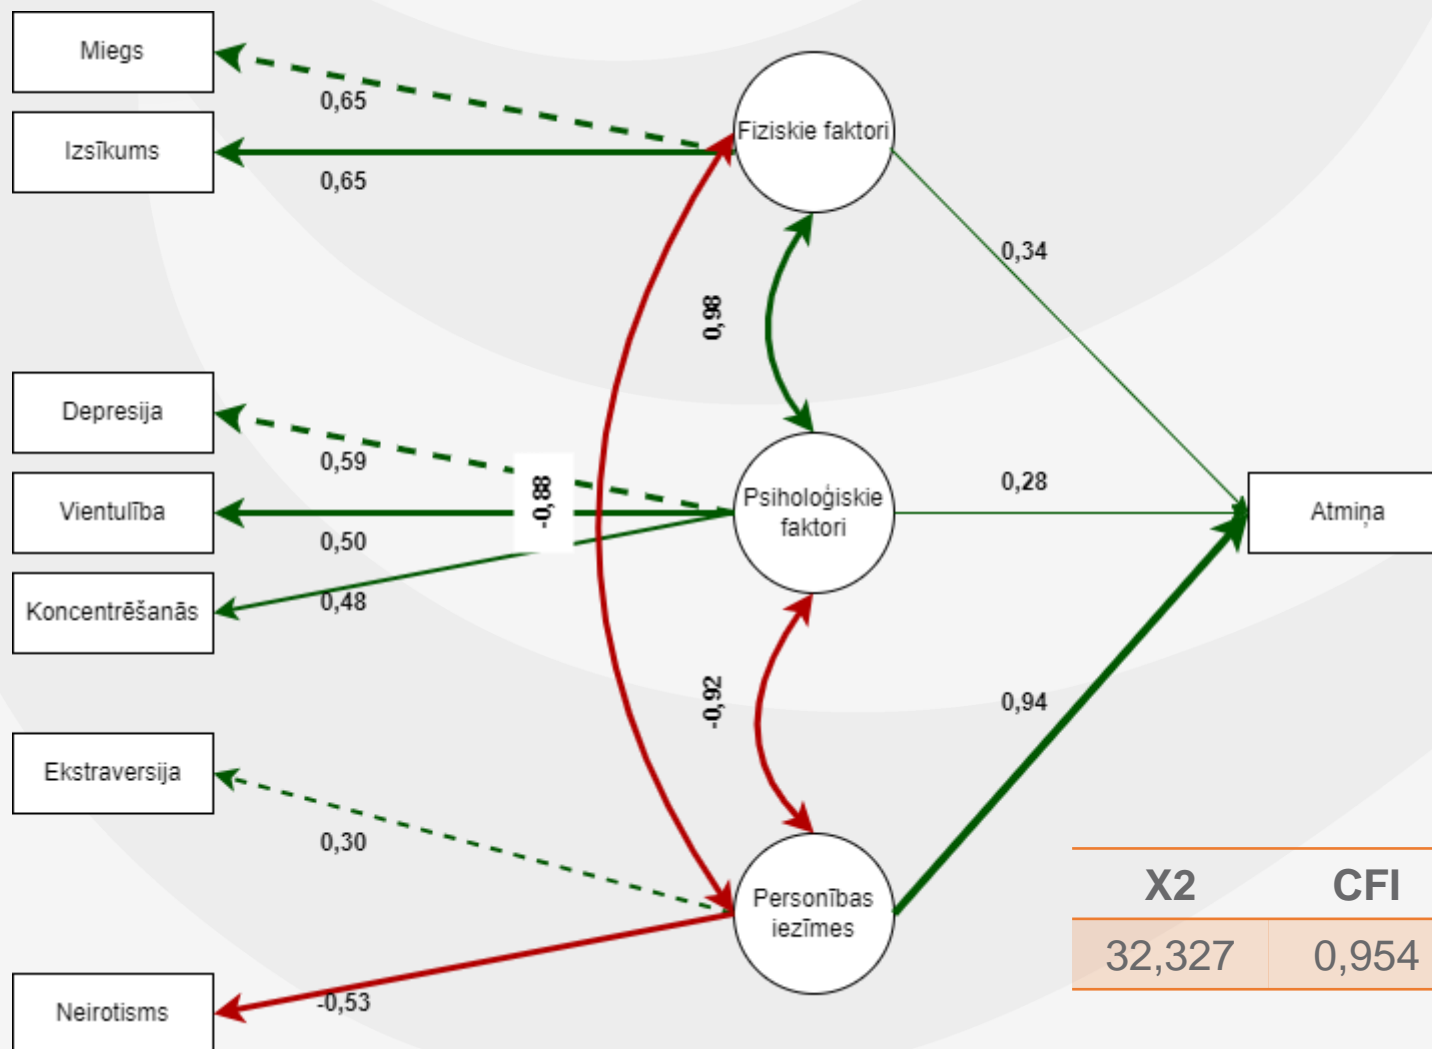 Miegs
0,65
Izsīkums
0,65
Fiziskie faktori
0,34
0,98
Depresija
0,59
Vientulība
0,50
Koncentrēšanās
0,48
-0,88
Psiholoģiskie
faktori
0,28
Atmiņa
-0,92
0,94
Ekstraversija
0,30
Personības
iezīmes
Neirotisms
-0,53
X2 CFI
32,327 0,954